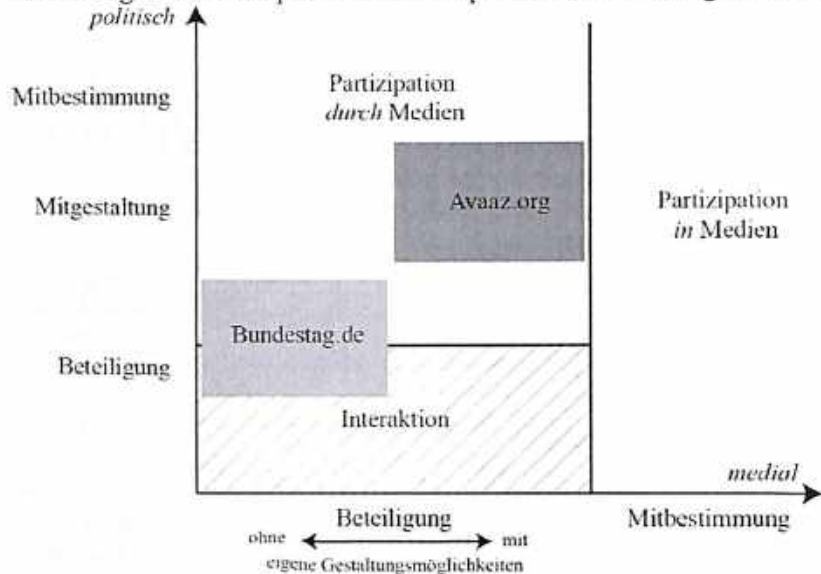 politisch
Mitbestimmung
Partizipation
durch Medien
Mitgestaltung
Avaaz.org
Partizipation
in Medien
Bundestag.de
Beteiligung
Interaktion
medial
Beteiligung
Mitbestimmung
ohne
mit
eigene Gestaltungsmöglichkeiten